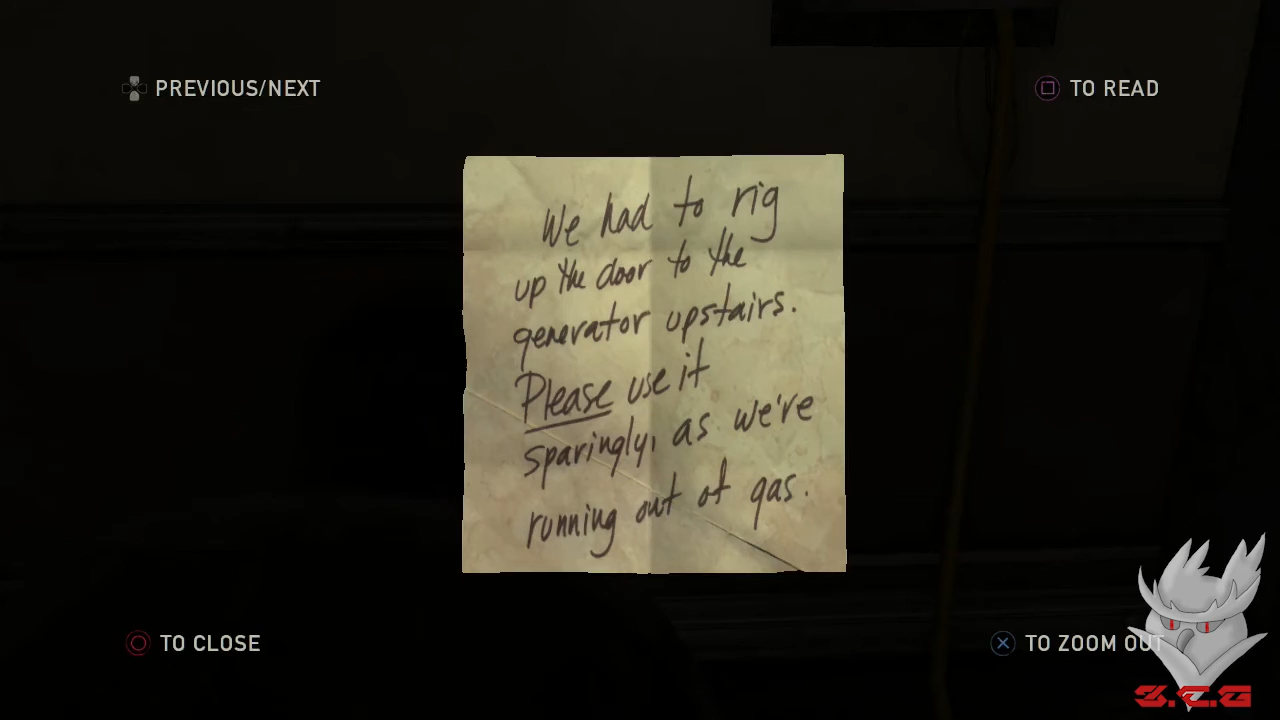 PREVIOUS/NEXT
TO READ
We had to rig
up the door to the
generator upstairs.
Please use it
sparingly, as we're
running out of gas.
TO CLOSE
TO ZOOM OUT
S.C.G